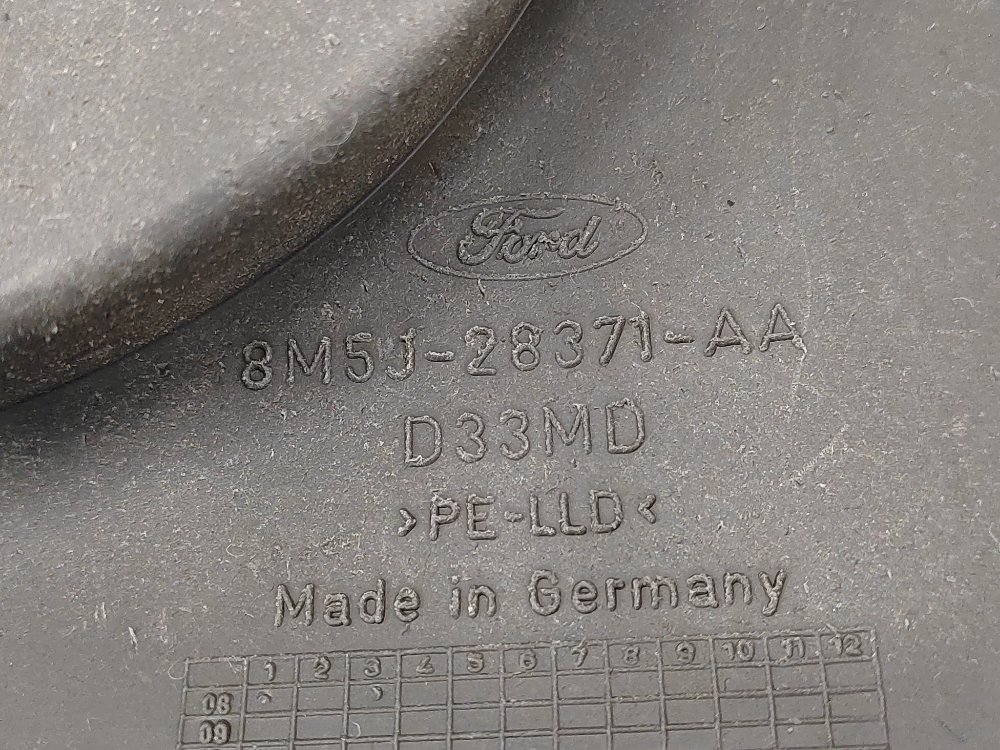 Ford
8M5J-28371-AA
D33MD
>PE-LLD<
Made in Germany
1 2 3 4 5 6 7 8 9 10 11 12
08
09